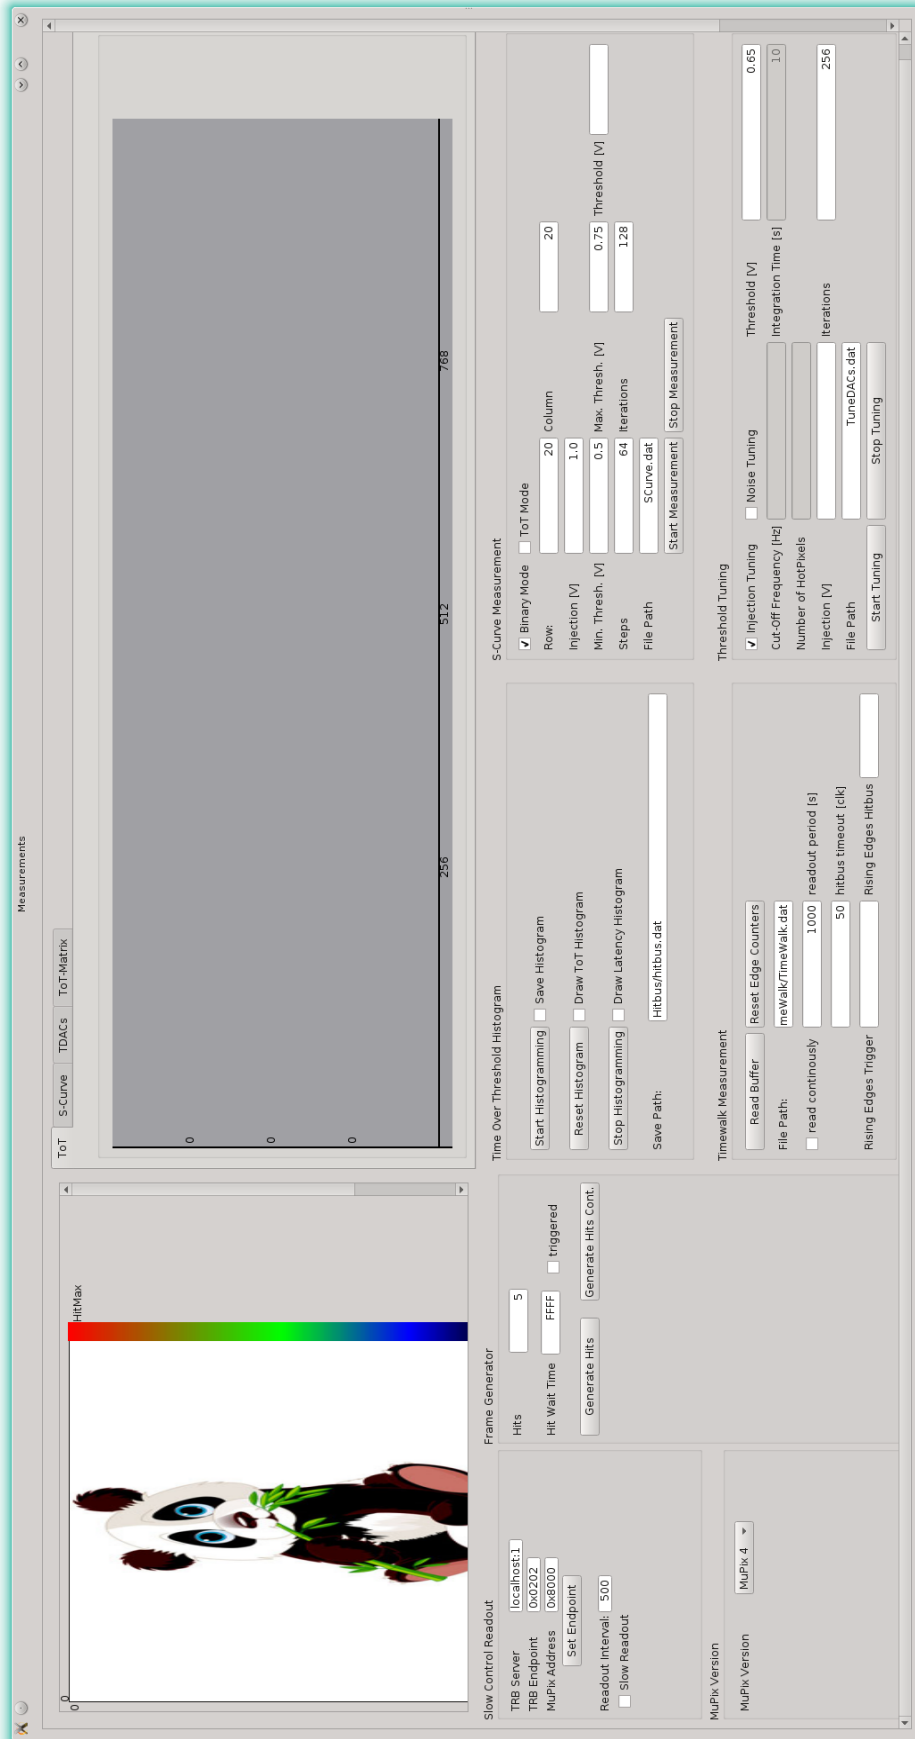 Measurements
0
0
HitMax
ToT S-Curve TDACs ToT-Matrix
0
0
0
256 512 768
Slow Control Readout
TRB Server localhost:1
TRB Endpoint 0x0202
MuPix Address 0x8000
Set Endpoint
Readout Interval: 500
Slow Readout
MuPix Version
MuPix Version MuPix 4
Frame Generator
Hits 5
Hit Wait Time FFFF triggered
Generate Hits Generate Hits Cont.
Time Over Threshold Histogram
Start Histogramming Save Histogram
Reset Histogram Draw ToT Histogram
Stop Histogramming Draw Latency Histogram
Save Path: Hitbus/hitbus.dat
Timewalk Measurement
Read Buffer Reset Edge Counters
File Path: meWalk/TimeWalk.dat
read continously 1000 readout period [s]
50 hitbus timeout [clk]
Rising Edges Trigger Rising Edges Hitbus
S-Curve Measurement
Binary Mode ToT Mode
Row: 20 Column 20
Injection [V] 1.0
Min. Thresh. [V] 0.5 Max. Thresh. [V] 0.75 Threshold [V]
Steps 64 Iterations 128
File Path SCurve.dat
Start Measurement Stop Measurement
Threshold Tuning
Injection Tuning Noise Tuning Threshold [V] 0.65
Cut-Off Frequency [Hz] Integration Time [s] 10
Number of HotPixels
Injection [V] Iterations 256
File Path TuneDACs.dat
Start Tuning Stop Tuning